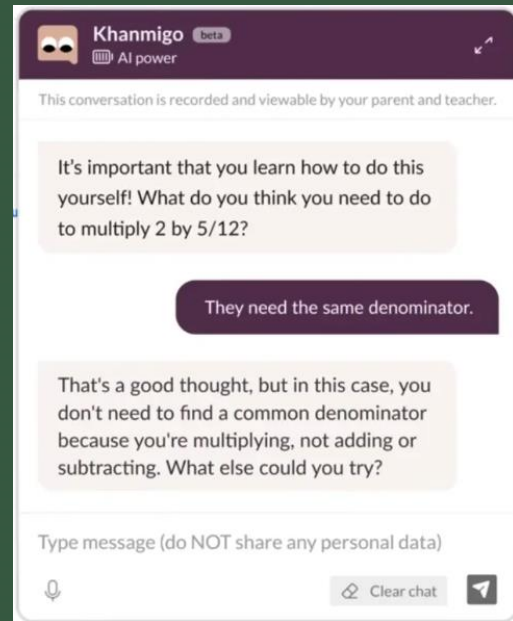 Khanmigo beta
AI power
This conversation is recorded and viewable by your parent and teacher.
It's important that you learn how to do this
yourself! What do you think you need to do
to multiply 2 by 5/12?
They need the same denominator.
That's a good thought, but in this case, you
don't need to find a common denominator
because you're multiplying, not adding or
subtracting. What else could you try?
Type message (do NOT share any personal data)
Clear chat